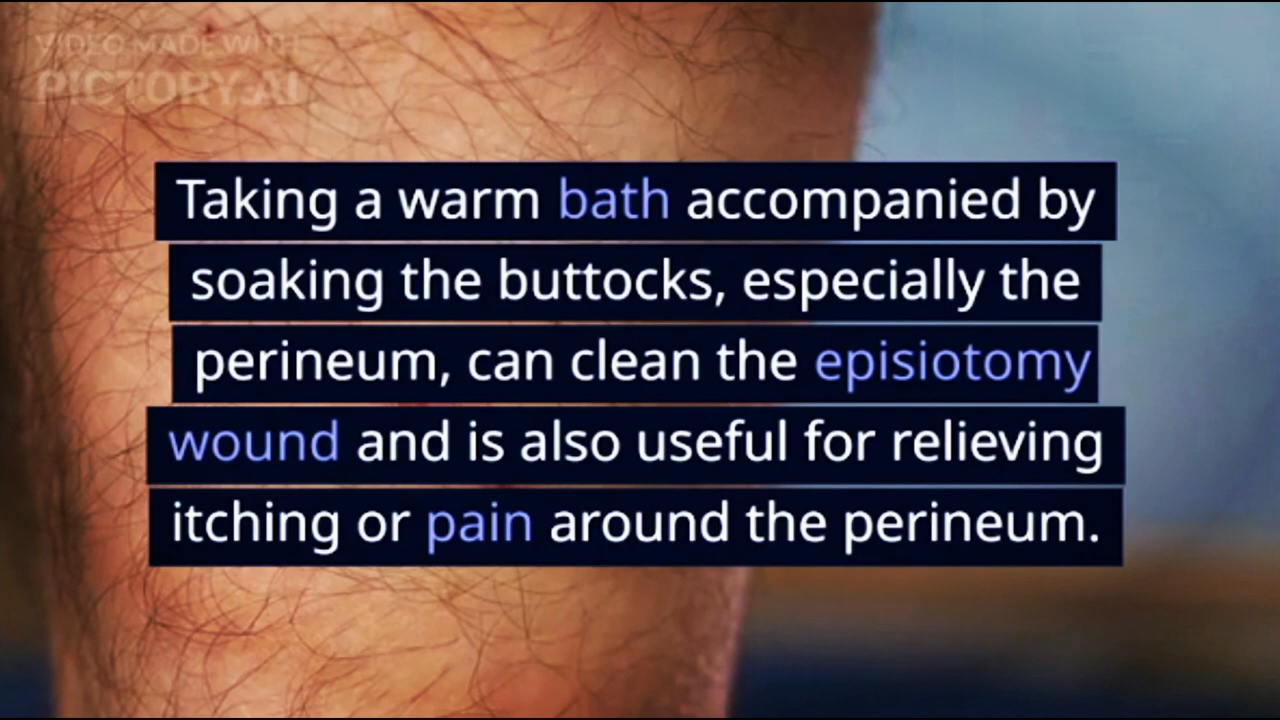 VIDEO MADE WITH
PICTORY.AI
Taking a warm bath accompanied by
soaking the buttocks, especially the
perineum, can clean the episiotomy
wound and is also useful for relieving
itching or pain around the perineum.